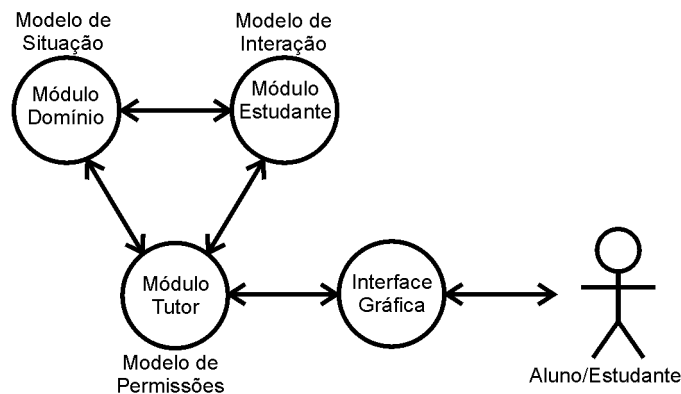 Modelo de
Situação
Modelo de
Interação
Módulo
Domínio
Módulo
Estudante
Módulo
Tutor
Interface
Gráfica
Modelo de
Permissões
Aluno/Estudante